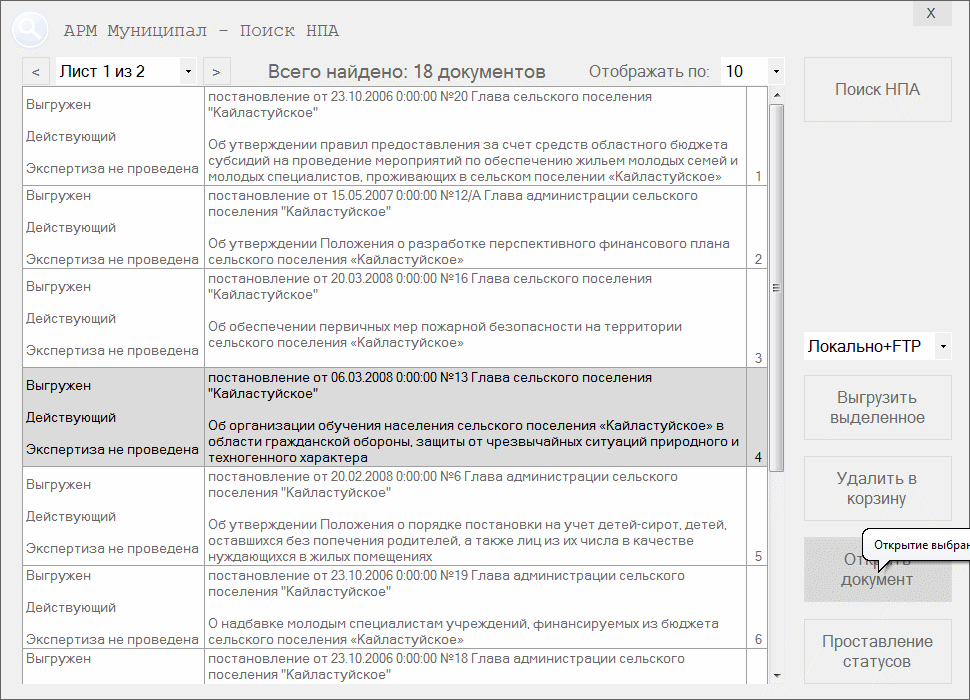 X
АРМ Муниципал - Поиск НПА
< Лист 1 из 2 > Всего найдено: 18 документов Отображать по: 10
Поиск НПА
Выгружен
Действующий
Экспертиза не проведена
постановление от 23.10.2006 0:00:00 №20 Глава сельского поселения
"Кайластуйское"
Об утверждении правил предоставления за счет средств областного бюджета
субсидий на проведение мероприятий по обеспечению жильем молодых семей и
молодых специалистов, проживающих в сельском поселении «Кайластуйское»
1
Выгружен
Действующий
Экспертиза не проведена
постановление от 15.05.2007 0:00:00 №12/А Глава администрации сельского
поселения "Кайластуйское"
Об утверждении Положения о разработке перспективного финансового плана
сельского поселения «Кайластуйское»
2
Выгружен
Действующий
Экспертиза не проведена
постановление от 20.03.2008 0:00:00 №16 Глава сельского поселения
"Кайластуйское"
Об обеспечении первичных мер пожарной безопасности на территории
сельского поселения «Кайластуйское»
3
Выгружен
Действующий
Экспертиза не проведена
постановление от 06.03.2008 0:00:00 №13 Глава сельского поселения
"Кайластуйское"
Об организации обучения населения сельского поселения «Кайластуйское» в
области гражданской обороны, защиты от чрезвычайных ситуаций природного и
техногенного характера
4
Выгружен
Действующий
Экспертиза не проведена
постановление от 20.02.2008 0:00:00 №6 Глава администрации сельского
поселения "Кайластуйское"
Об утверждении Положения о порядке постановки на учет детей-сирот, детей,
оставшихся без попечения родителей, а также лиц из их числа в качестве
нуждающихся в жилых помещениях
5
Выгружен
Действующий
Экспертиза не проведена
постановление от 23.10.2006 0:00:00 №19 Глава администрации сельского
поселения "Кайластуйское"
О надбавке молодым специалистам учреждений, финансируемых из бюджета
сельского поселения «Кайластуйское»
6
Выгружен
постановление от 23.10.2006 0:00:00 №18 Глава администрации сельского
поселения "Кайластуйское"
Локально+FTP
Выгрузить
выделенное
Удалить в
корзину
Открытие выбран
документ
Проставление
статусов